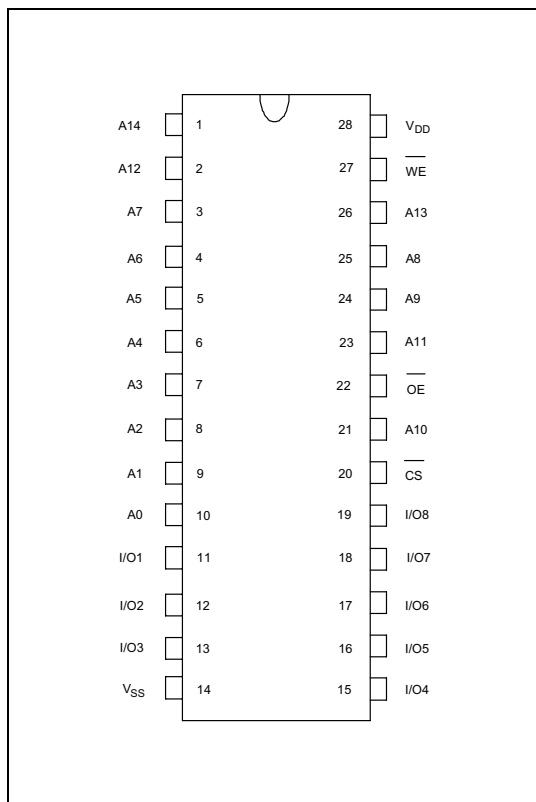 A14 1 28 VDD
A12 2 27 WE
A7 3 26 A13
A6 4 25 A8
A5 5 24 A9
A4 6 23 A11
A3 7 22 OE
A2 8 21 A10
A1 9 20 CS
A0 10 19 I/O8
I/O1 11 18 I/O7
I/O2 12 17 I/O6
I/O3 13 16 I/O5
VSS 14 15 I/O4